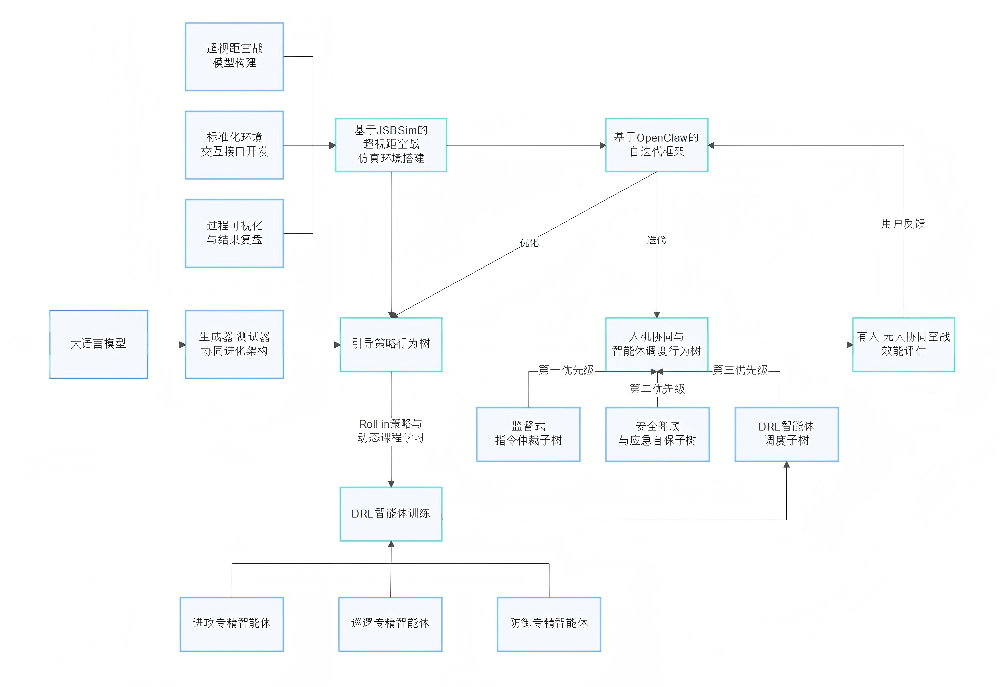 超视距空战
模型构建
标准化环境
交互接口开发
过程可视化
与结果复盘
基于JSBSim的
超视距空战
仿真环境搭建
基于OpenClaw的
自迭代框架
优化
迭代
用户反馈
大语言模型
生成器-测试器
协同进化架构
引导策略行为树
人机协同与
智能体调度行为树
有人-无人协同空战
效能评估
第一优先级
第二优先级
第三优先级
监督式
指令仲裁子树
安全兜底
与应急自保子树
DRL智能体
调度子树
Roll-in策略与
动态课程学习
DRL智能体训练
进攻专精智能体
巡逻专精智能体
防御专精智能体